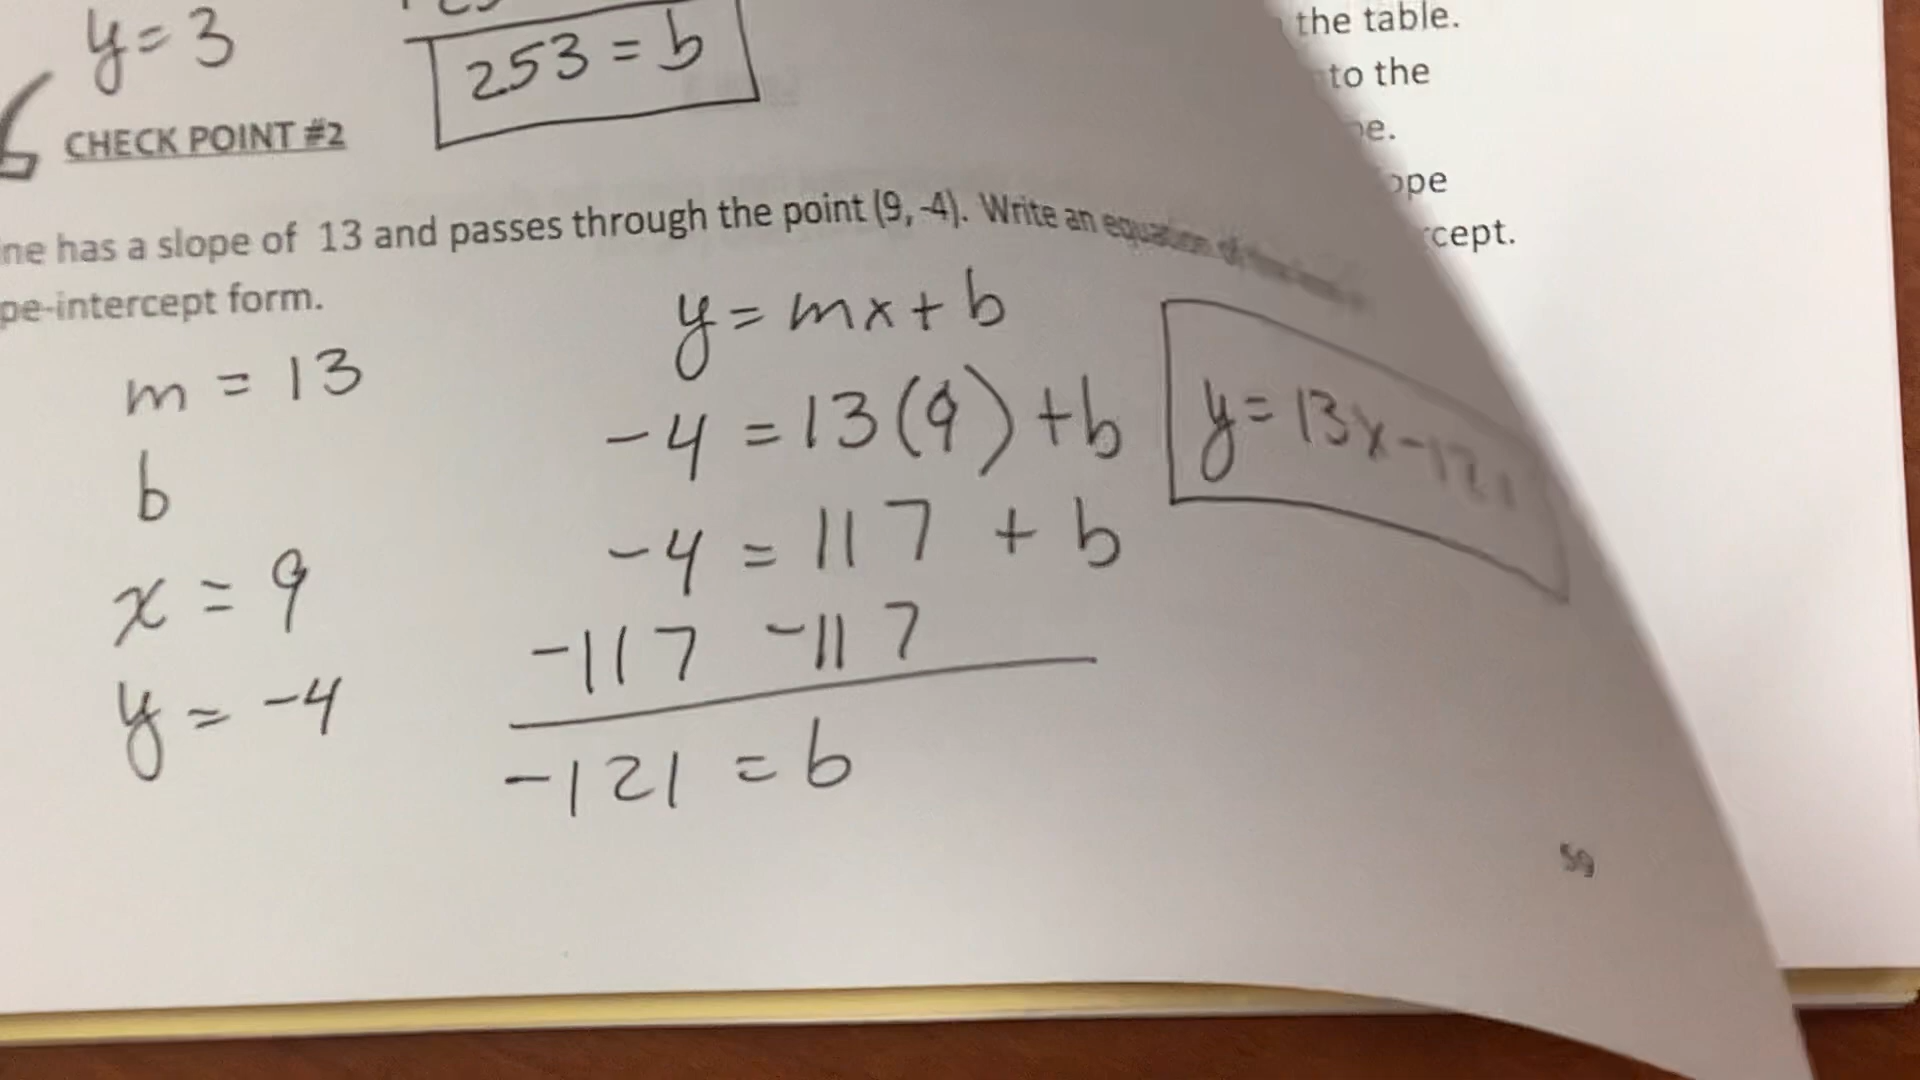 y = 3
253 = b
the table.
to the
CHECK POINT #2
has a slope of 13 and passes through the point (9, -4). Write an equation
cept.
pe-intercept form.
y = mx + b
m = 13
-4 = 13(9) + b
y = 13x - 121
b
-4 = 117 + b
x = 9
-117 -117
y = -4
-121 = b
59